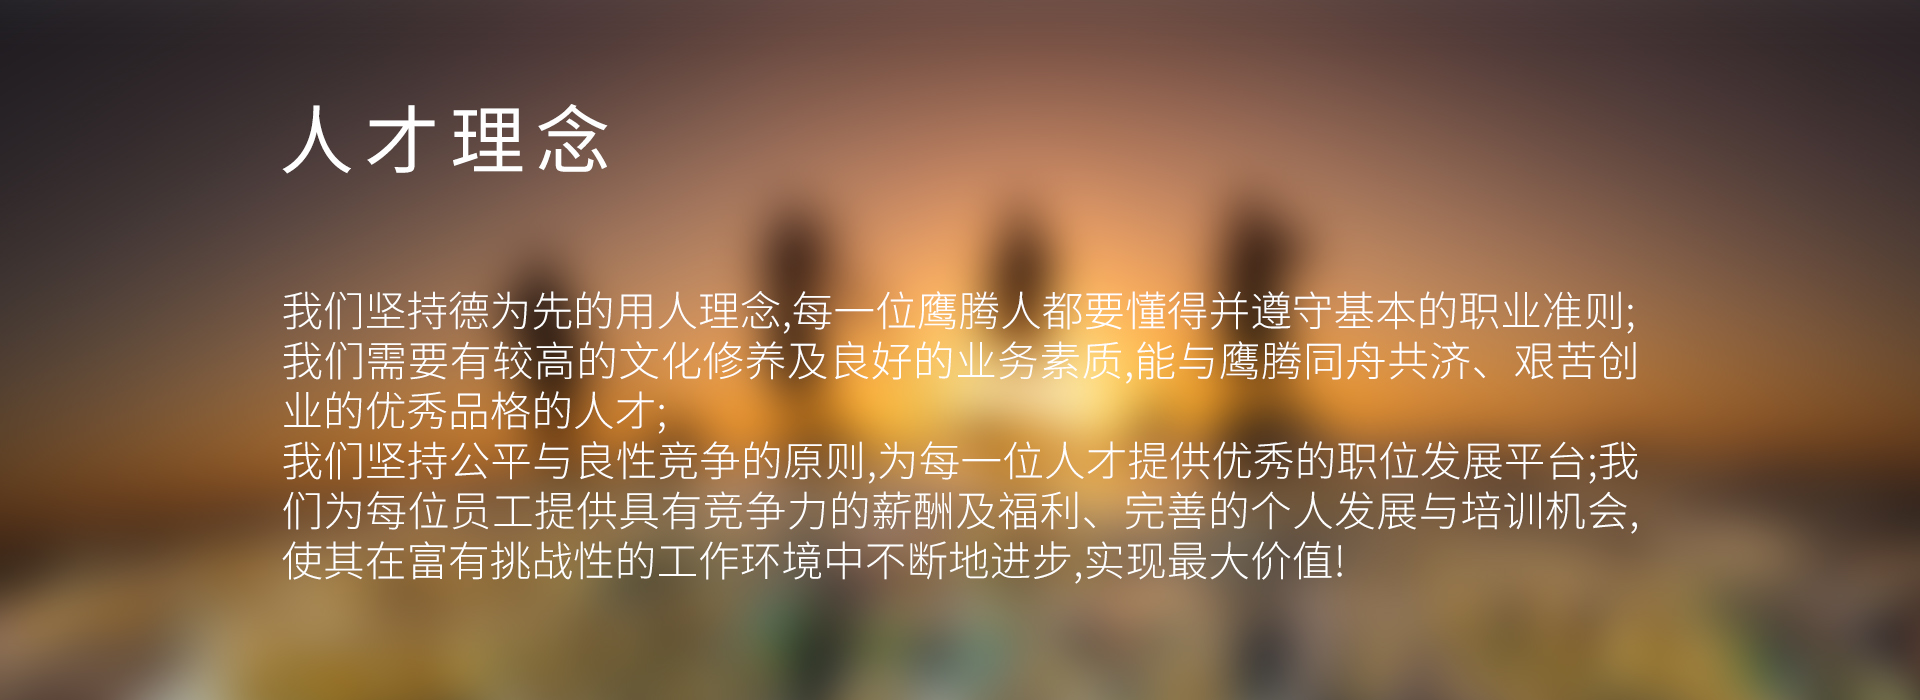 人才理念
我们坚持德为先的用人理念,每一位鹰腾人都要懂得并遵守基本的职业准则;
我们需要有较高的文化修养及良好的业务素质,能与鹰腾同舟共济、艰苦创
业的优秀品格的人才;
我们坚持公平与良性竞争的原则,为每一位人才提供优秀的职位发展平台;我
们为每位员工提供具有竞争力的薪酬及福利、完善的个人发展与培训机会,
使其在富有挑战性的工作环境中不断地进步,实现最大价值!